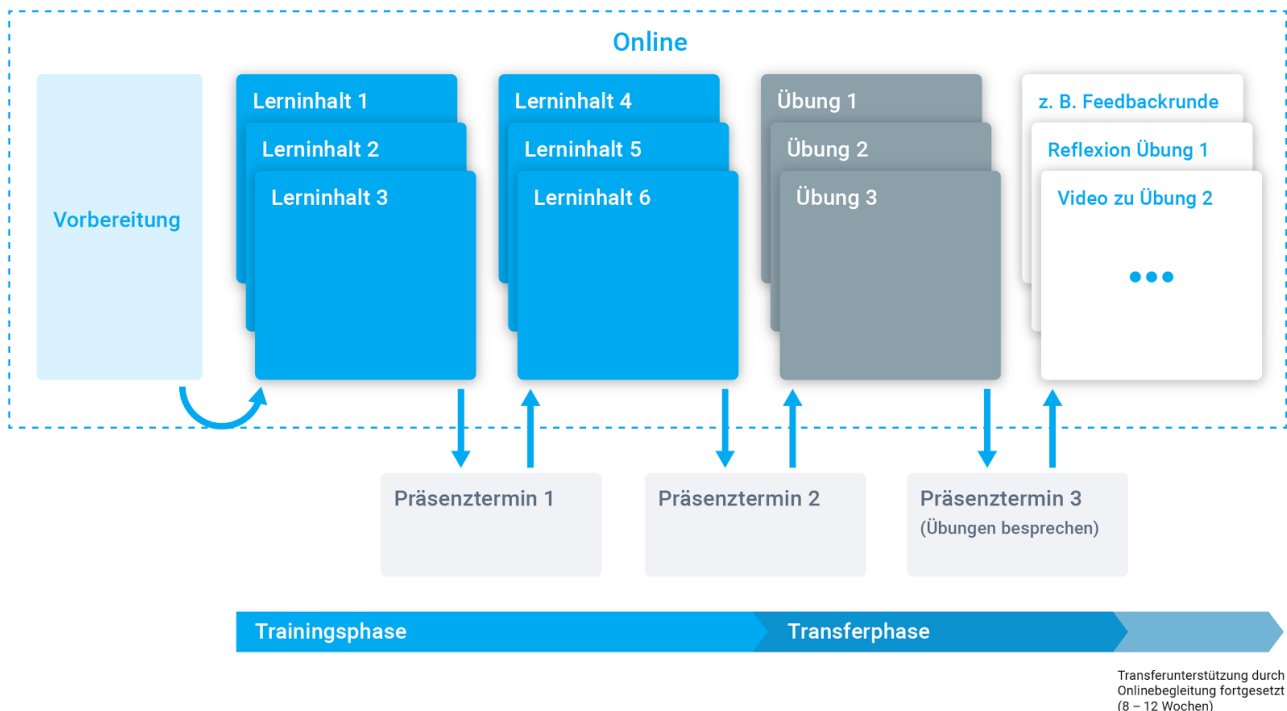 Online
Vorbereitung
Lerninhalt 1
Lerninhalt 2
Lerninhalt 3
Lerninhalt 4
Lerninhalt 5
Lerninhalt 6
Übung 1
Übung 2
Übung 3
z. B. Feedbackrunde
Reflexion Übung 1
Video zu Übung 2
Präsenztermin 1
Präsenztermin 2
Präsenztermin 3
(Übungen besprechen)
Trainingsphase
Transferphase
Transferunterstützung durch
Onlinebegleitung fortgesetzt
(8 – 12 Wochen)